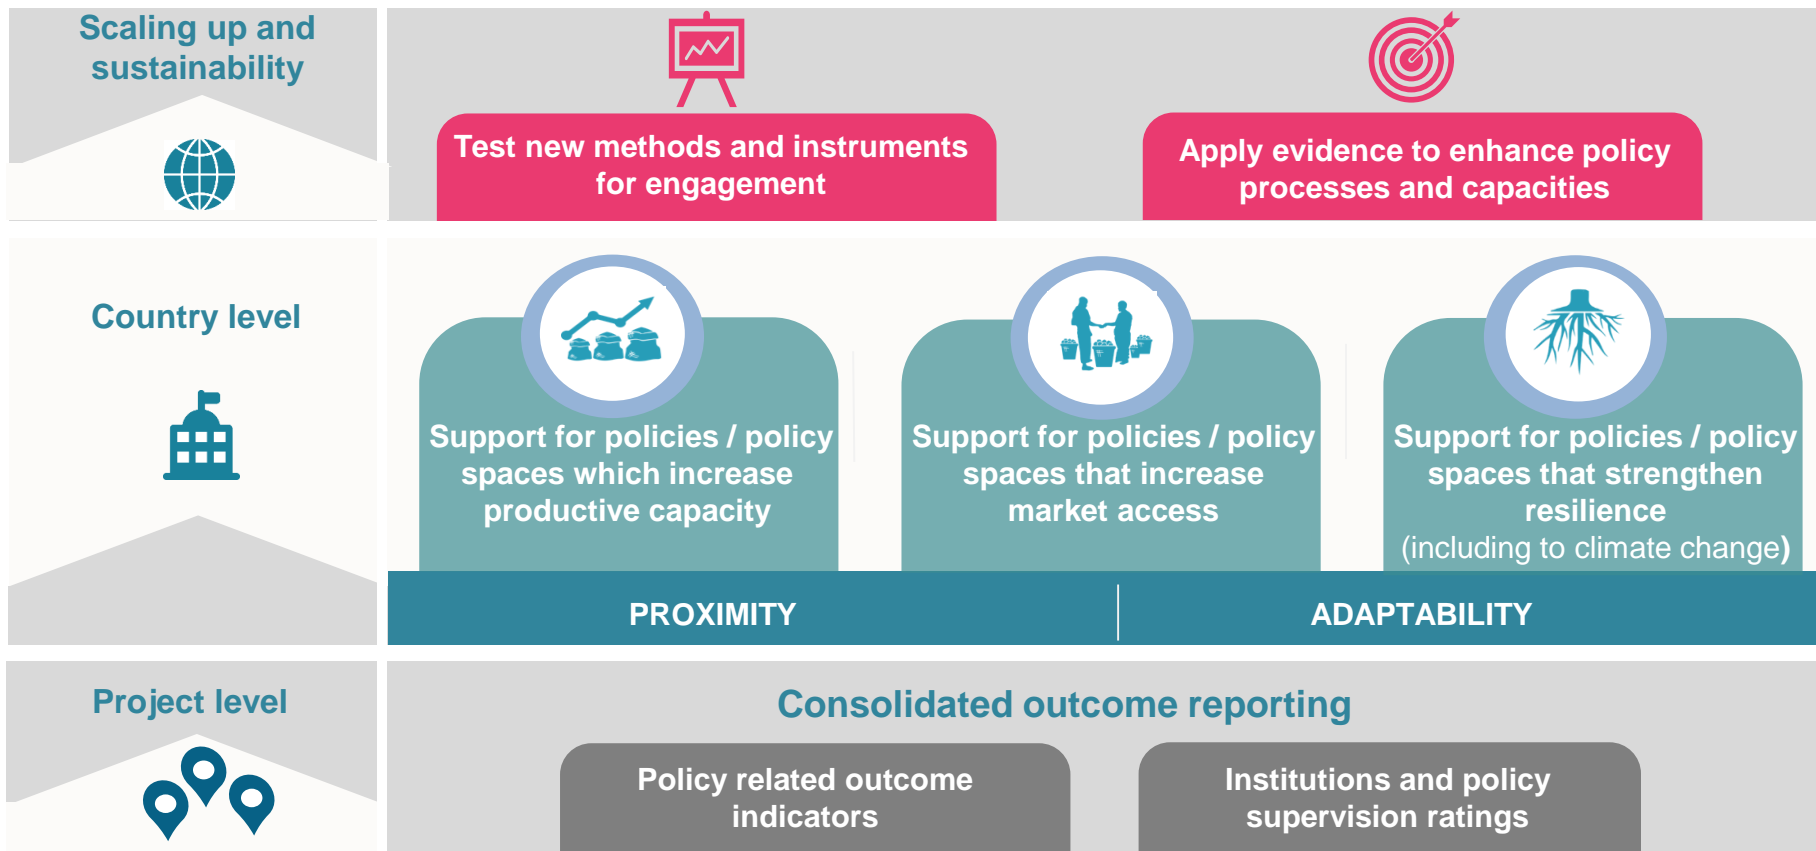 Scaling up and
sustainability
Test new methods and instruments
for engagement
Apply evidence to enhance policy
processes and capacities
Country level
Support for policies / policy
spaces which increase
productive capacity
Support for policies / policy
spaces that increase
market access
Support for policies / policy
spaces that strengthen
resilience
(including to climate change)
PROXIMITY
ADAPTABILITY
Project level
Consolidated outcome reporting
Policy related outcome
indicators
Institutions and policy
supervision ratings